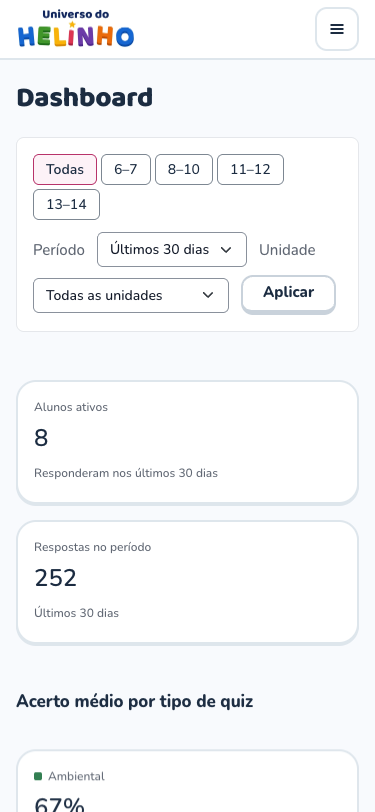 Universo do
HELINHO
Dashboard
Todas 6–7 8–10 11–12
13–14
Período Últimos 30 dias Unidade
Todas as unidades Aplicar
Alunos ativos
8
Responderam nos últimos 30 dias
Respostas no período
252
Últimos 30 dias
Acerto médio por tipo de quiz
Ambiental
67%